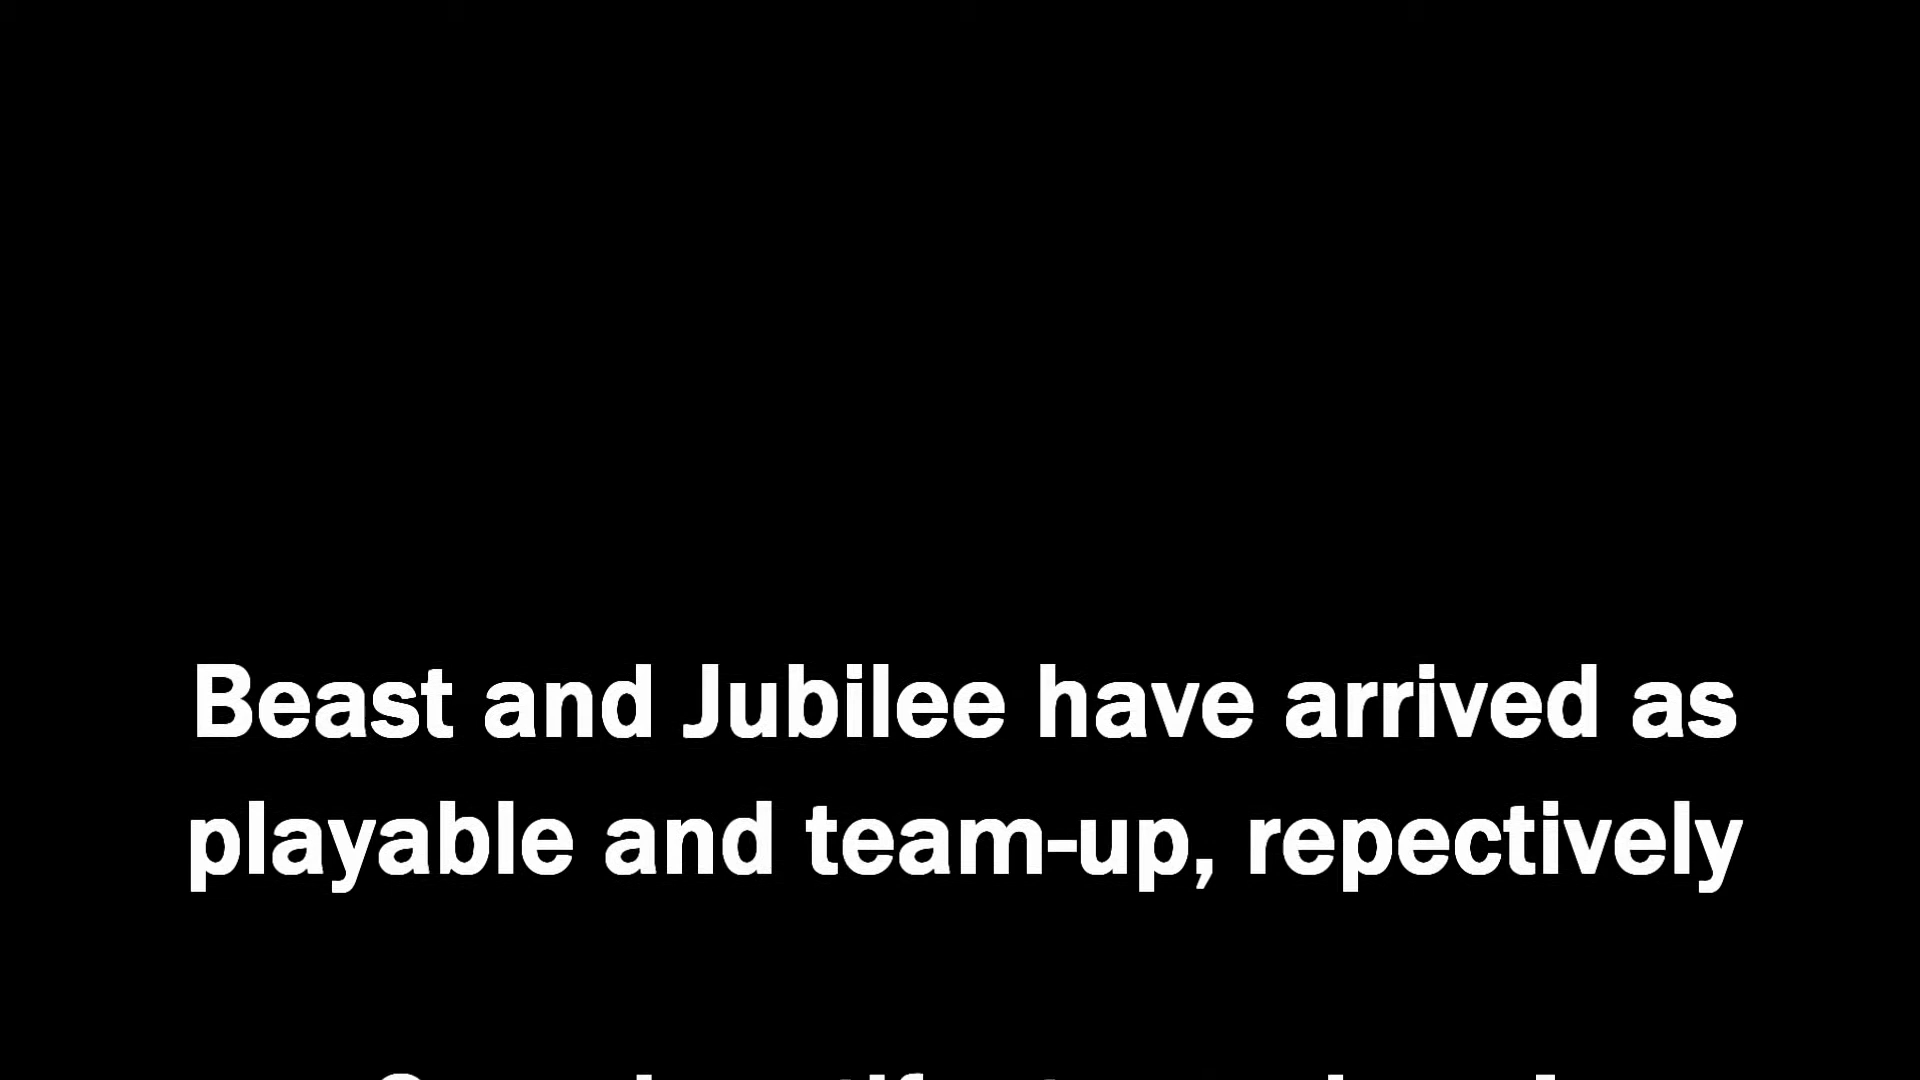 Beast and Jubilee have arrived as
playable and team-up, repectively